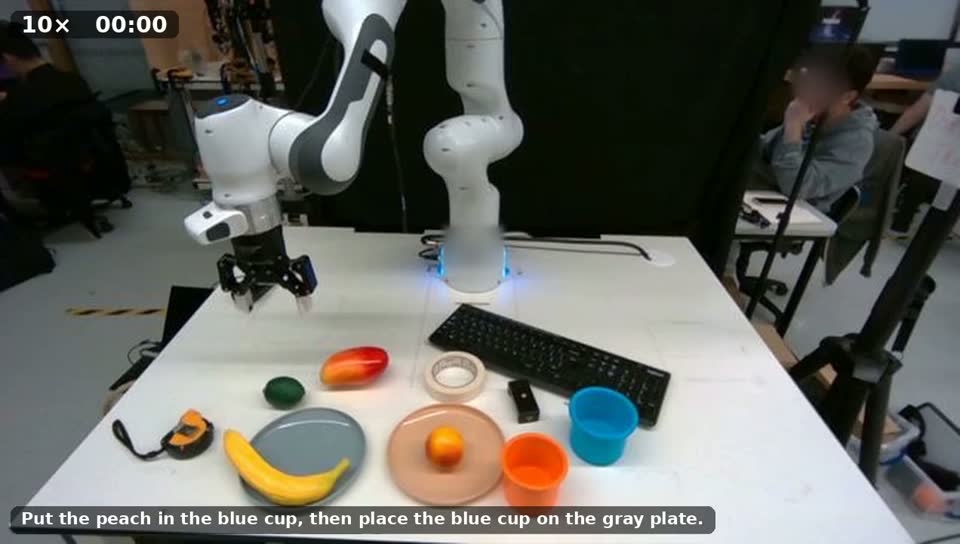 10× 00:00
Put the peach in the blue cup, then place the blue cup on the gray plate.